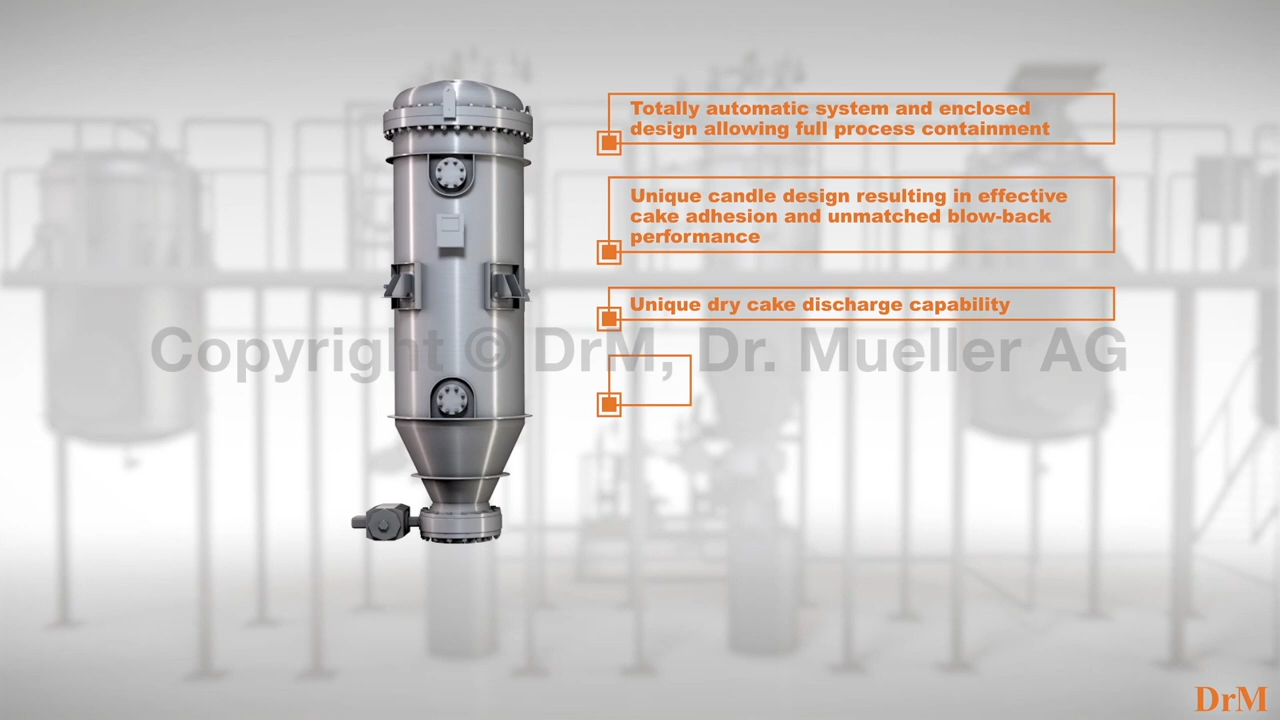 Totally automatic system and enclosed
design allowing full process containment
Unique candle design resulting in effective
cake adhesion and unmatched blow-back
performance
Unique dry cake discharge capability
Copyright © DrM, Dr. Mueller AG
DrM